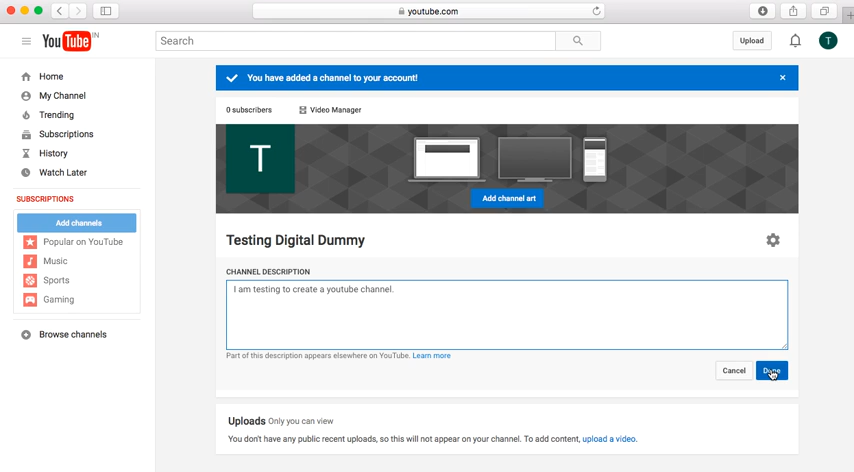 youtube.com
YouTube IN
Search
Upload
T
Home
My Channel
Trending
Subscriptions
History
Watch Later
SUBSCRIPTIONS
Add channels
Popular on YouTube
Music
Sports
Gaming
Browse channels
You have added a channel to your account!
0 subscribers Video Manager
T
Add channel art
Testing Digital Dummy
CHANNEL DESCRIPTION
I am testing to create a youtube channel.
Part of this description appears elsewhere on YouTube. Learn more
Cancel Done
Uploads Only you can view
You don't have any public recent uploads, so this will not appear on your channel. To add content, upload a video.